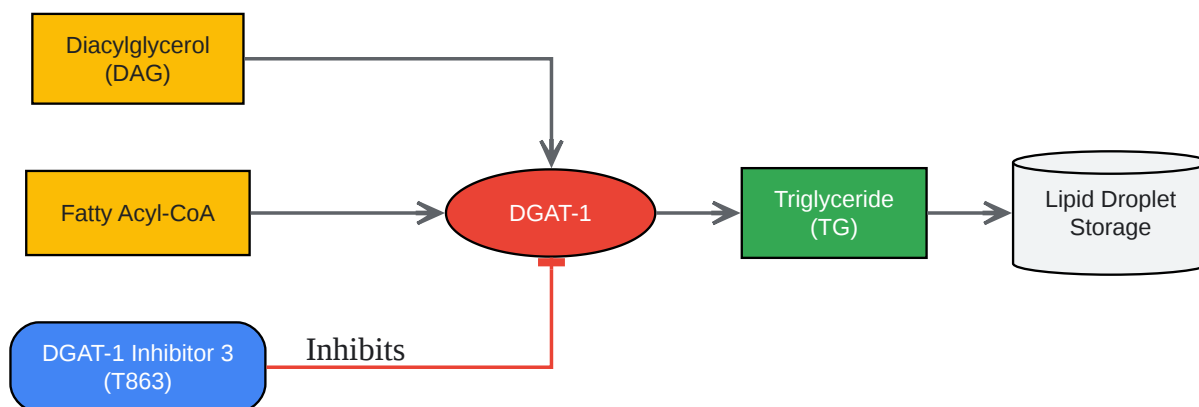 Diacylglycerol
(DAG)
Fatty Acyl-CoA
DGAT-1
Triglyceride
(TG)
Lipid Droplet
Storage
DGAT-1 Inhibitor 3
(T863)
Inhibits